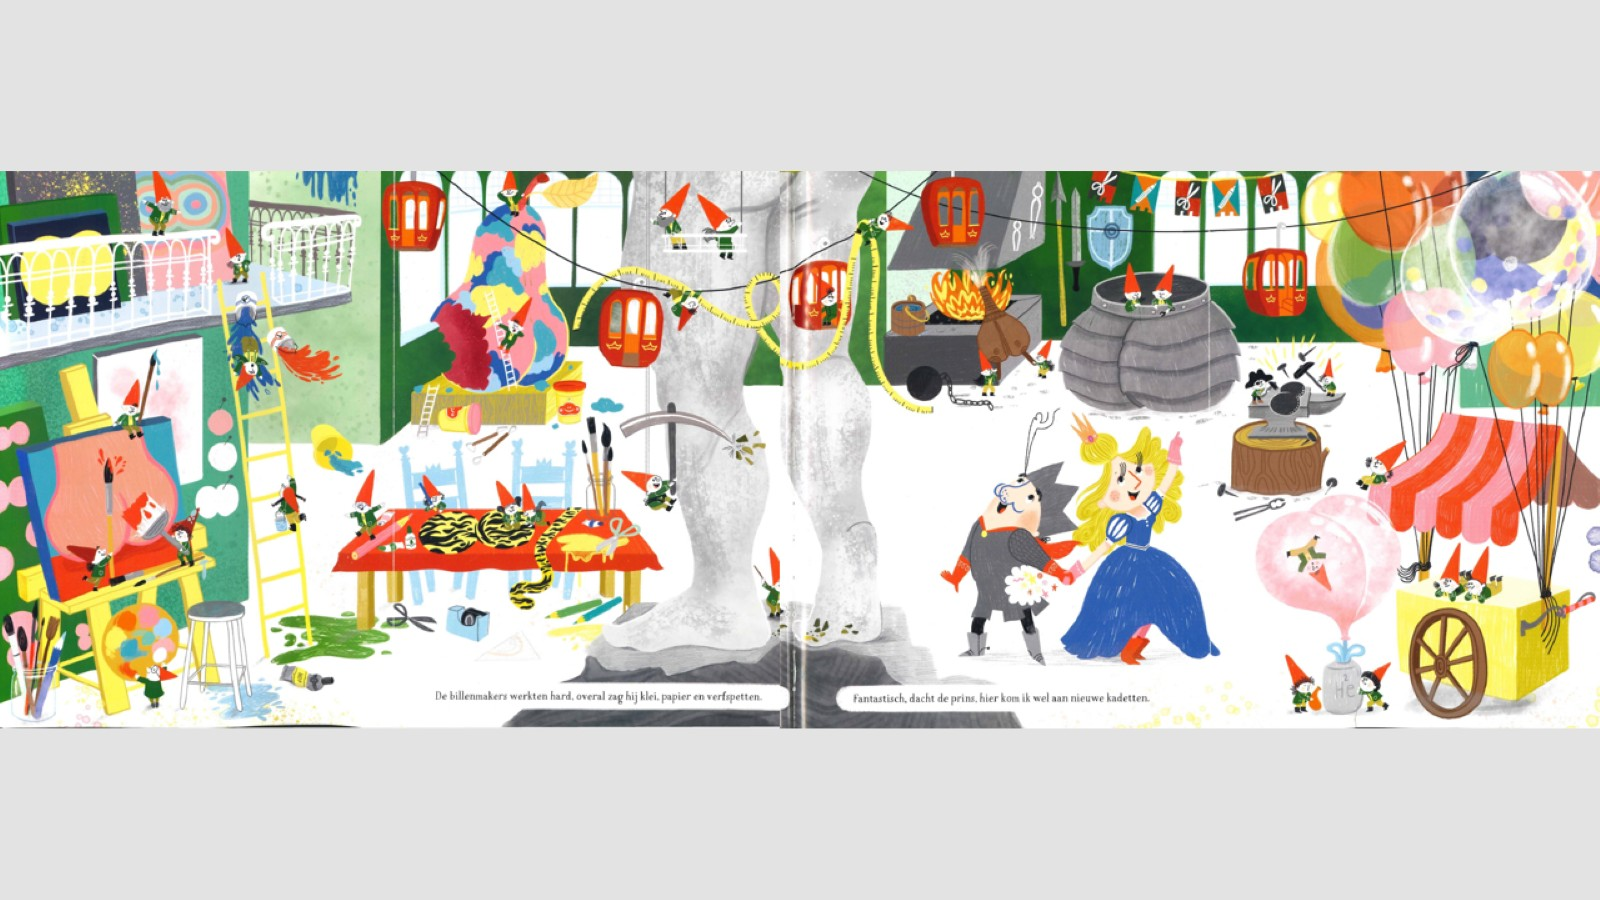 De billenmakers werkten hard, overal zag hij klei, papier en verfspetten.
Fantastisch, dacht de prins, hier kom ik wel aan nieuwe kadetten.
2
He